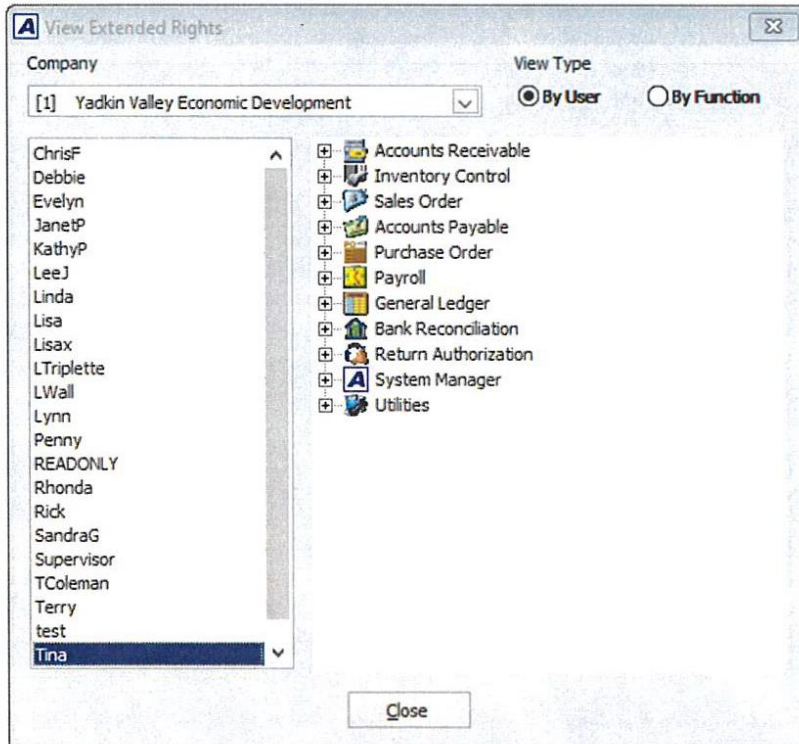 View Extended Rights
Company
View Type
[1] Yadkin Valley Economic Development
By User
By Function
ChrisF
Debbie
Evelyn
JanetP
KathyP
LeeJ
Linda
Lisa
Lisax
LTriplette
LWall
Lynn
Penny
READONLY
Rhonda
Rick
SandraG
Supervisor
TColeman
Terry
test
Tina
Accounts Receivable
Inventory Control
Sales Order
Accounts Payable
Purchase Order
Payroll
General Ledger
Bank Reconciliation
Return Authorization
A System Manager
Utilities
Close